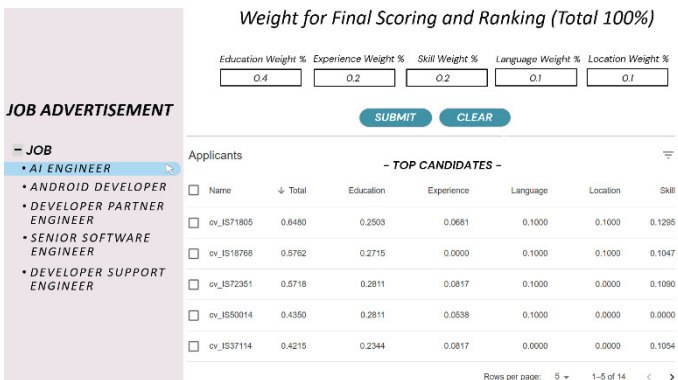 Weight for Final Scoring and Ranking (Total 100%)
Education Weight % Experience Weight % Skill Weight % Language Weight % Location Weight %
0.4 0.2 0.2 0.1 0.1
SUBMIT CLEAR
JOB ADVERTISEMENT
– JOB
• AI ENGINEER
• ANDROID DEVELOPER
• DEVELOPER PARTNER
ENGINEER
• SENIOR SOFTWARE
ENGINEER
• DEVELOPER SUPPORT
ENGINEER
Applicants
– TOP CANDIDATES –
Name ↓ Total Education Experience Language Location Skill
cv_IS71805 0.6480 0.2503 0.0681 0.1000 0.1000 0.1295
cv_IS18768 0.5762 0.2715 0.0000 0.1000 0.1000 0.1047
cv_IS72351 0.5718 0.2811 0.0817 0.1000 0.0000 0.1090
cv_IS50014 0.4350 0.2811 0.0538 0.1000 0.0000 0.0000
cv_IS37114 0.4215 0.2344 0.0817 0.0000 0.0000 0.1054
Rows per page: 5 1–5 of 14 < >